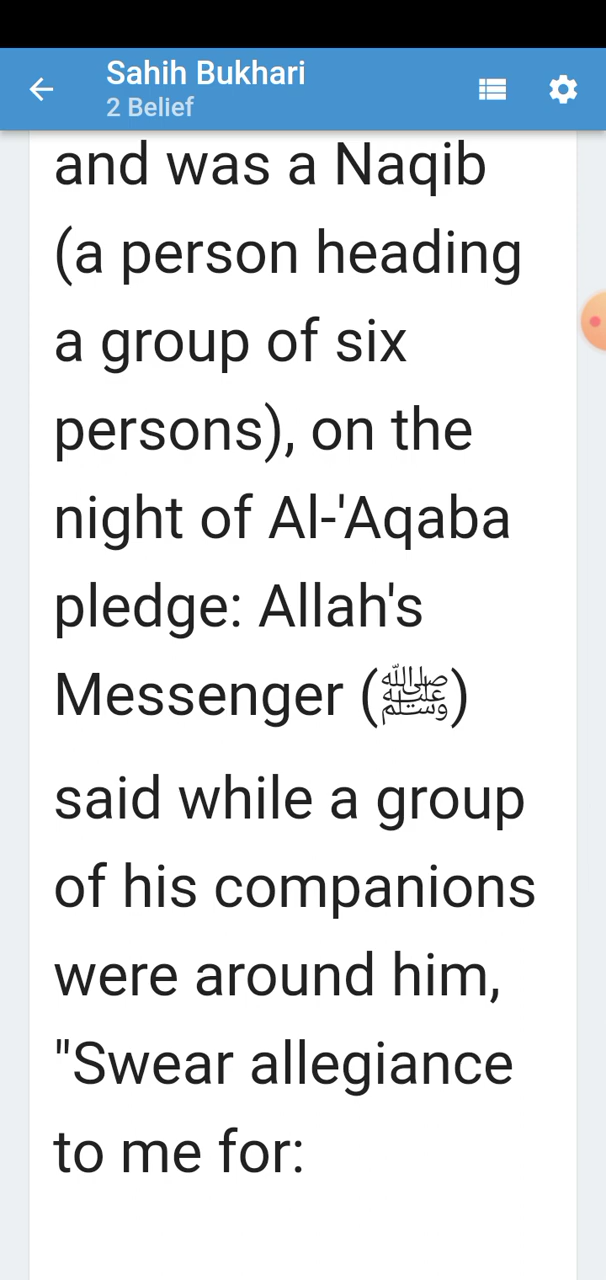 Sahih Bukhari
2 Belief
and was a Naqib
(a person heading
a group of six
persons), on the
night of Al-'Aqaba
pledge: Allah's
Messenger (ﷺ)
said while a group
of his companions
were around him,
"Swear allegiance
to me for: